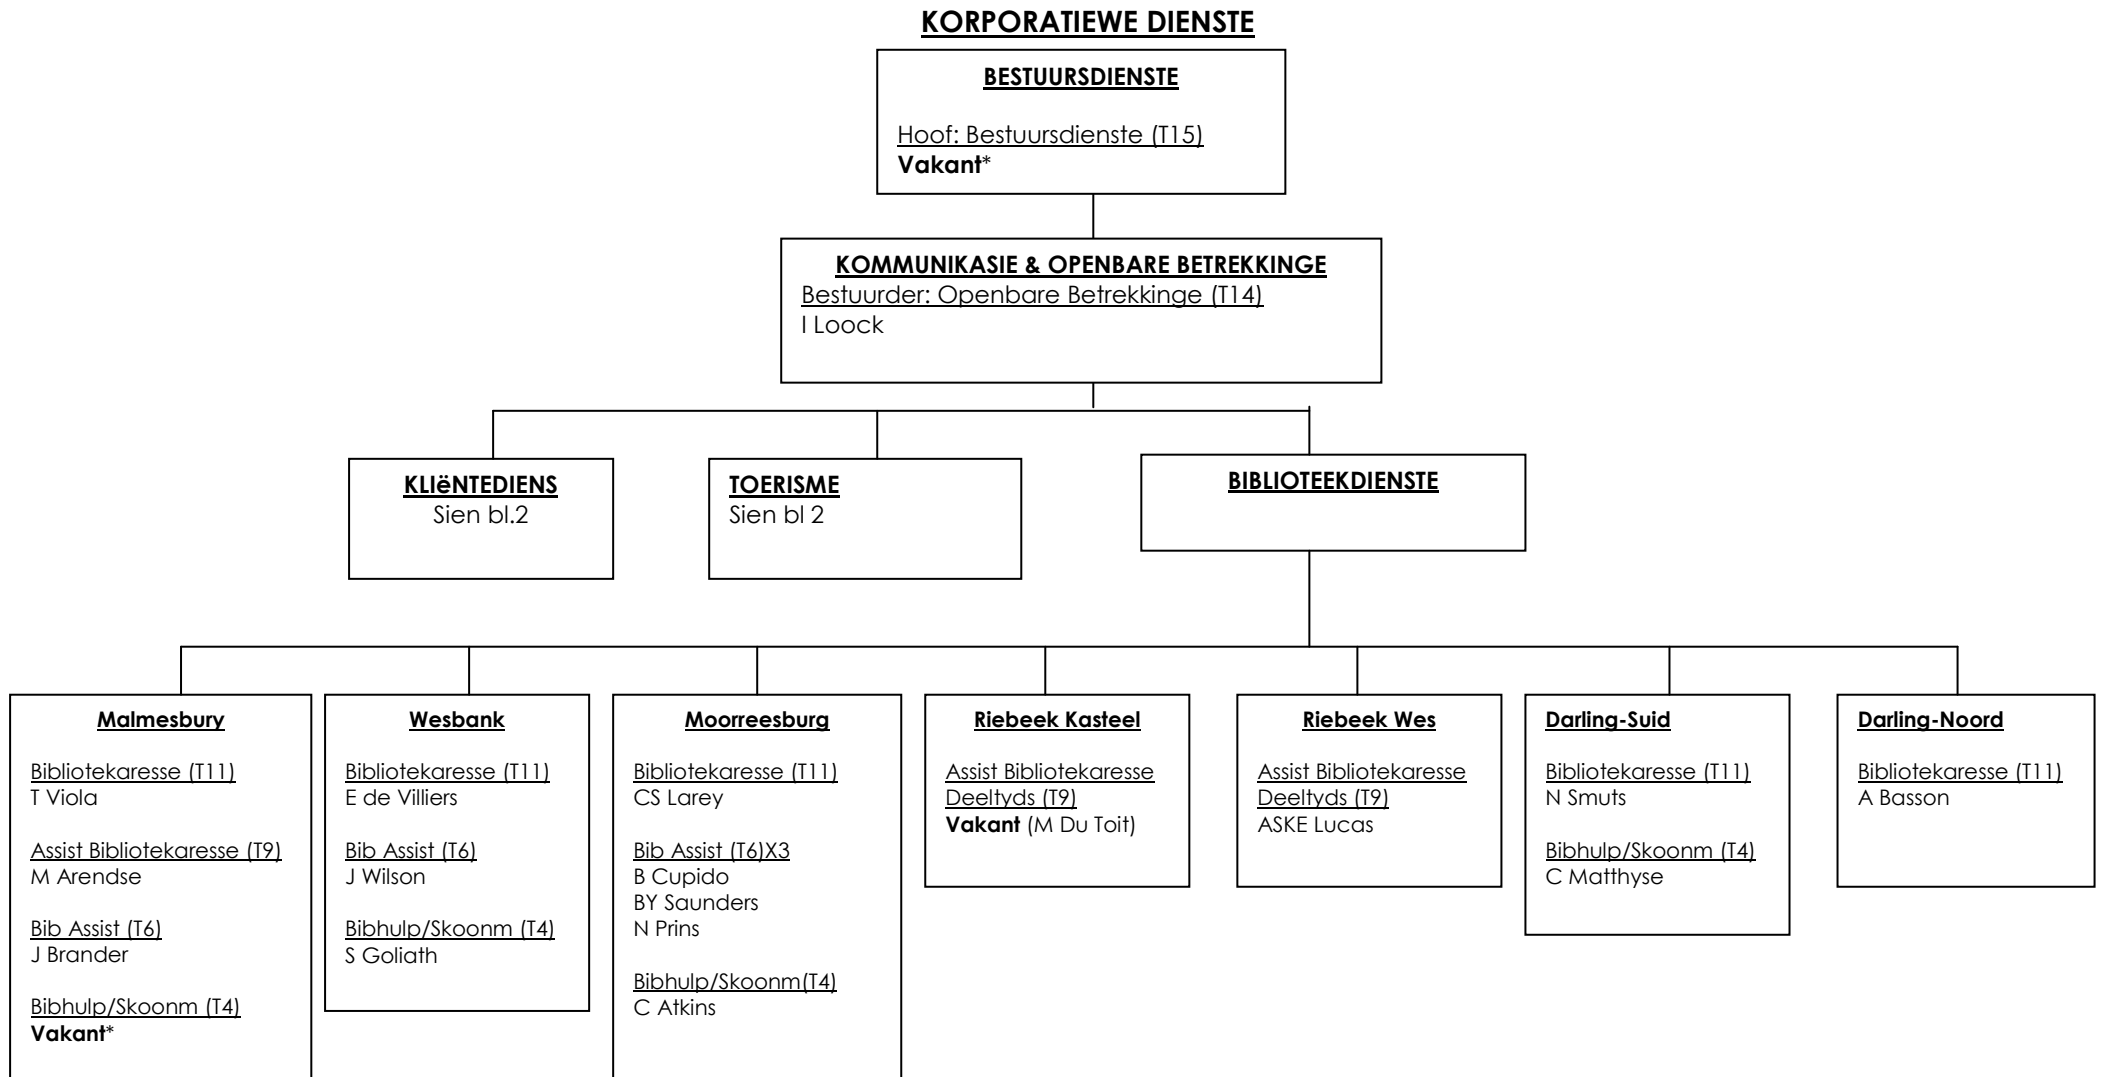 KORPORATIEWE DIENSTE
BESTUURSDIENSTE
Hoof: Bestuursdienste (T15)
Vakant*
KOMMUNIKASIE & OPENBARE BETREKKINGE
Bestuurder: Openbare Betrekkinge (T14)
I Loock
KLIëNTEDIENS
Sien bl.2
TOERISME
Sien bl 2
BIBLIOTEEKDIENSTE
Malmesbury
Bibliotekaresse (T11)
T Viola
Assist Bibliotekaresse (T9)
M Arendse
Bib Assist (T6)
J Brander
Bibhulp/Skoonm (T4)
Vakant*
Wesbank
Bibliotekaresse (T11)
E de Villiers
Bib Assist (T6)
J Wilson
Bibhulp/Skoonm (T4)
S Goliath
Moorreesburg
Bibliotekaresse (T11)
CS Larey
Bib Assist (T6)X3
B Cupido
BY Saunders
N Prins
Bibhulp/Skoonm(T4)
C Atkins
Riebeek Kasteel
Assist Bibliotekaresse
Deeltyds (T9)
Vakant (M Du Toit)
Riebeek Wes
Assist Bibliotekaresse
Deeltyds (T9)
ASKE Lucas
Darling-Suid
Bibliotekaresse (T11)
N Smuts
Bibhulp/Skoonm (T4)
C Matthyse
Darling-Noord
Bibliotekaresse (T11)
A Basson